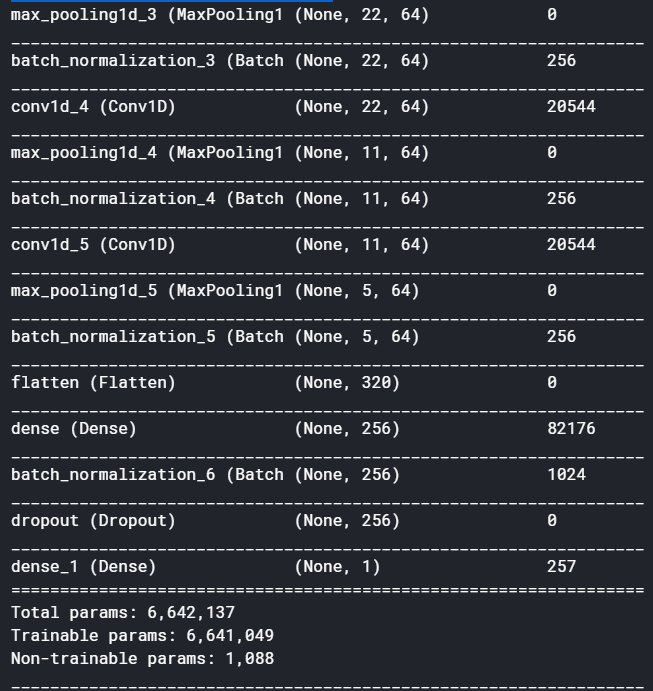 max_pooling1d_3 (MaxPooling1 (None, 22, 64) 0
_________________________________________________________________
batch_normalization_3 (Batch (None, 22, 64) 256
_________________________________________________________________
conv1d_4 (Conv1D) (None, 22, 64) 20544
_________________________________________________________________
max_pooling1d_4 (MaxPooling1 (None, 11, 64) 0
_________________________________________________________________
batch_normalization_4 (Batch (None, 11, 64) 256
_________________________________________________________________
conv1d_5 (Conv1D) (None, 11, 64) 20544
_________________________________________________________________
max_pooling1d_5 (MaxPooling1 (None, 5, 64) 0
_________________________________________________________________
batch_normalization_5 (Batch (None, 5, 64) 256
_________________________________________________________________
flatten (Flatten) (None, 320) 0
_________________________________________________________________
dense (Dense) (None, 256) 82176
_________________________________________________________________
batch_normalization_6 (Batch (None, 256) 1024
_________________________________________________________________
dropout (Dropout) (None, 256) 0
_________________________________________________________________
dense_1 (Dense) (None, 1) 257
=================================================================
Total params: 6,642,137
Trainable params: 6,641,049
Non-trainable params: 1,088
_________________________________________________________________